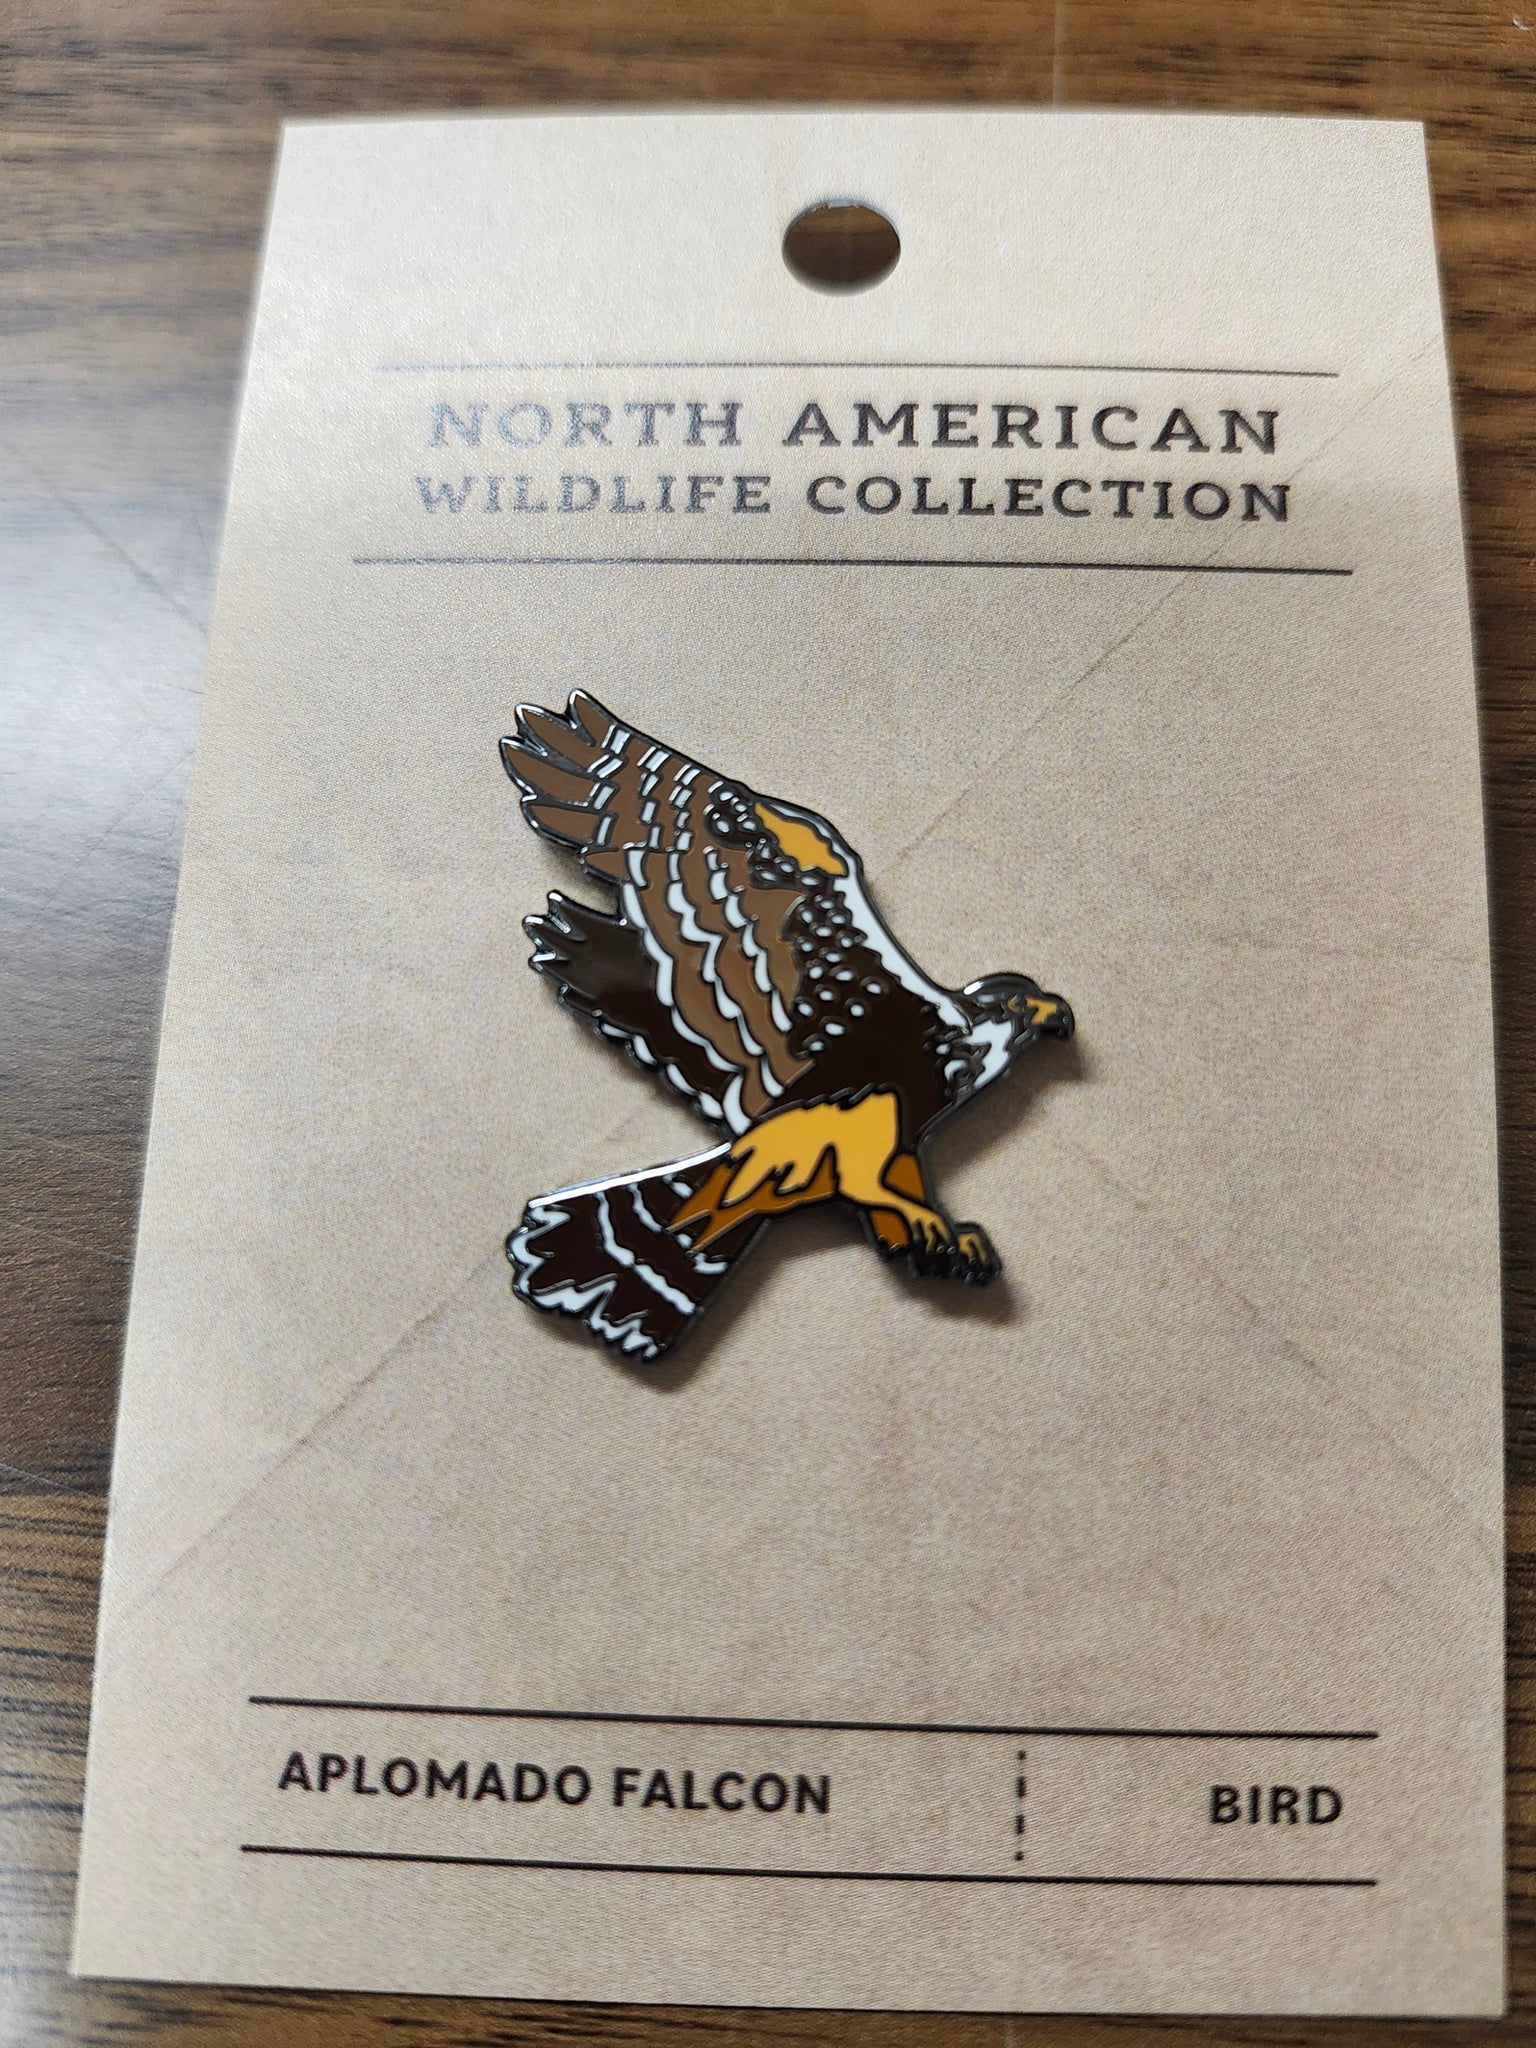 NORTH AMERICAN
WILDLIFE COLLECTION
APLOMADO FALCON
BIRD